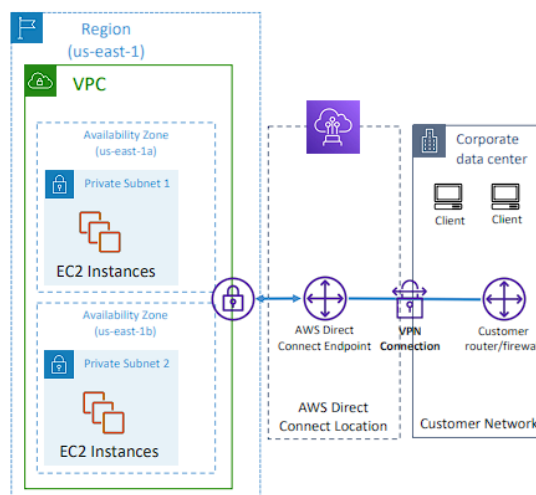 Region
(us-east-1)
VPC
Availability Zone
(us-east-1a)
Private Subnet 1
EC2 Instances
Availability Zone
(us-east-1b)
Private Subnet 2
EC2 Instances
AWS Direct
Connect Endpoint
AWS Direct
Connect Location
VPN
Connection
Corporate
data center
Client
Client
Customer
router/firewa
Customer Network